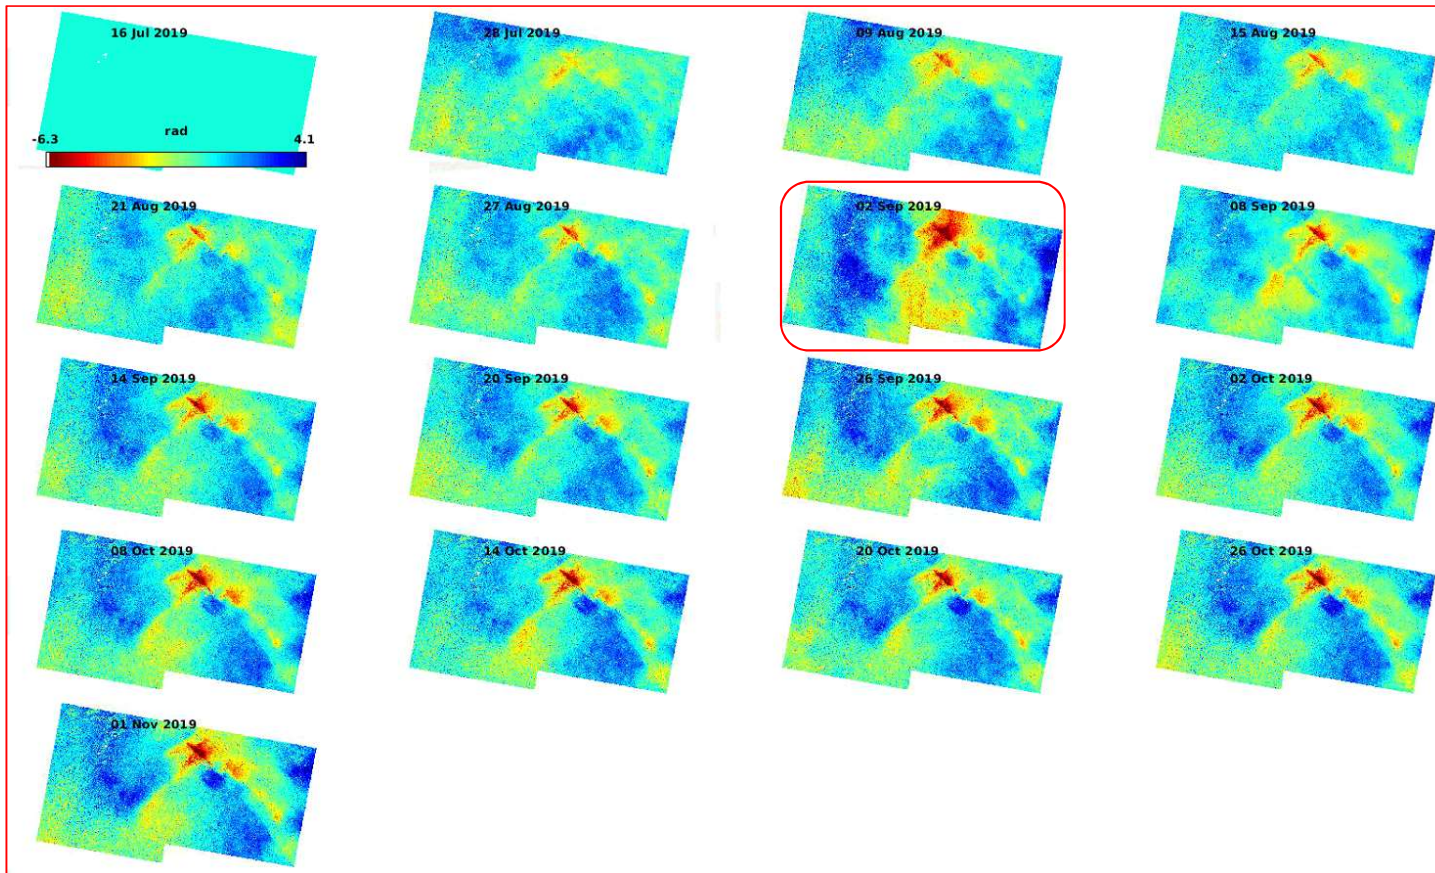 16 Jul 2019
28 Jul 2019
09 Aug 2019
15 Aug 2019
rad
-6.3
4.1
21 Aug 2019
27 Aug 2019
02 Sep 2019
08 Sep 2019
14 Sep 2019
20 Sep 2019
26 Sep 2019
02 Oct 2019
08 Oct 2019
14 Oct 2019
20 Oct 2019
26 Oct 2019
01 Nov 2019